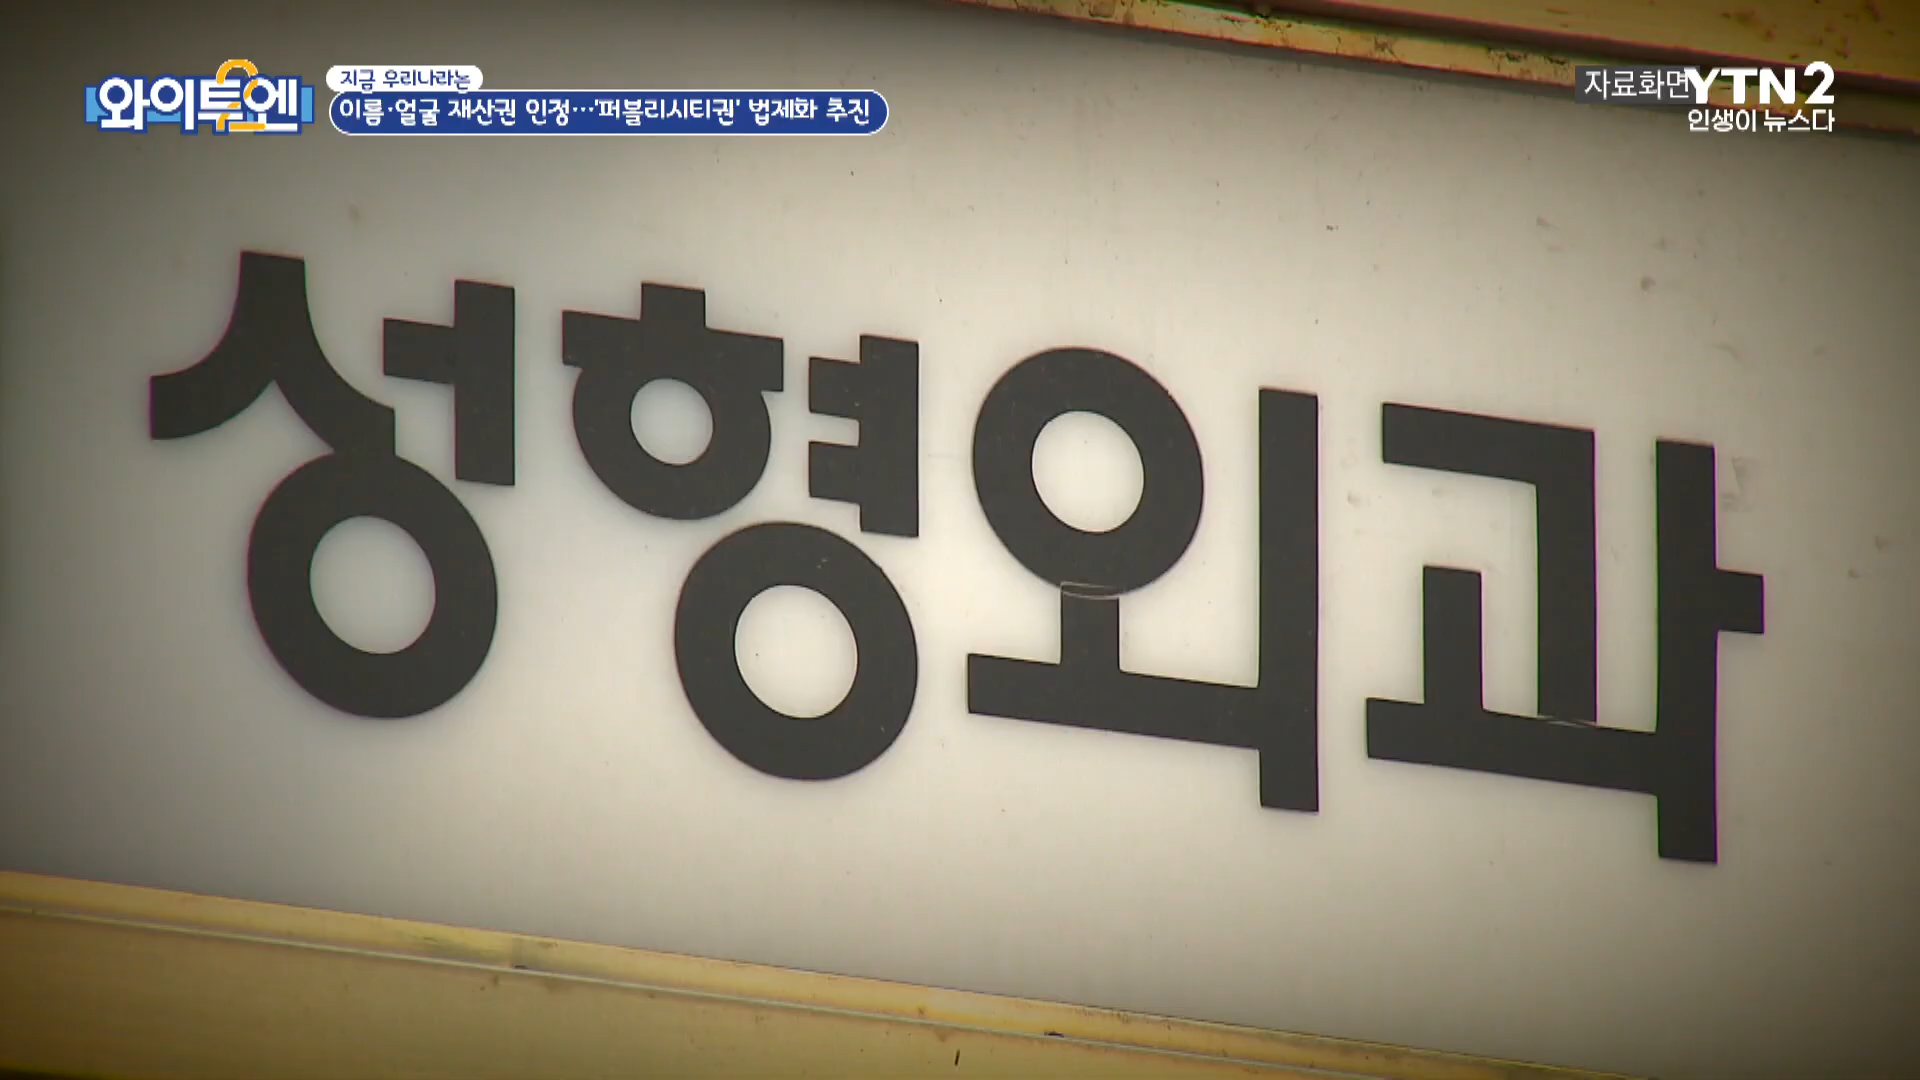 와이투엔
지금 우리나라는
이름·얼굴 재산권 인정…'퍼블리시티권' 법제화 추진
자료화면
YTN2
인생이 뉴스다
성형외과